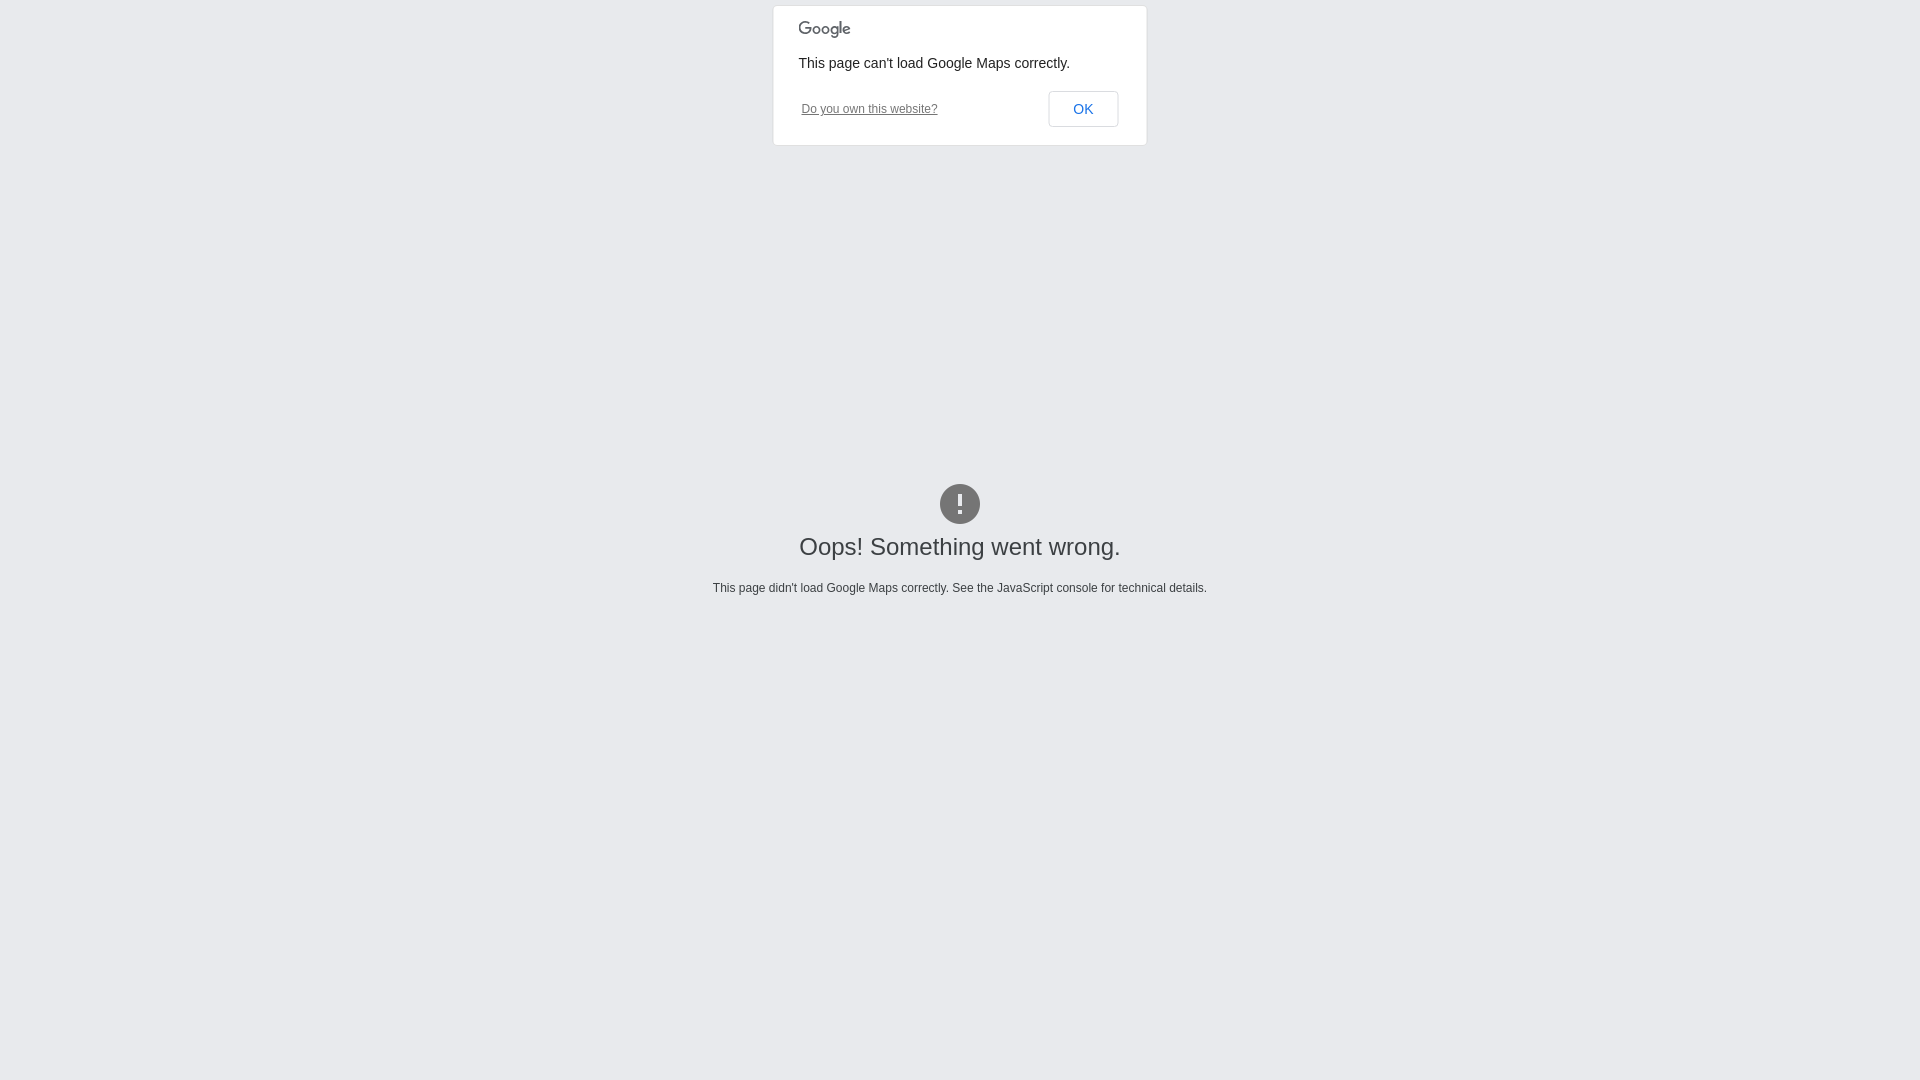 Google
This page can't load Google Maps correctly.
Do you own this website?
OK
Oops! Something went wrong.
This page didn't load Google Maps correctly. See the JavaScript console for technical details.